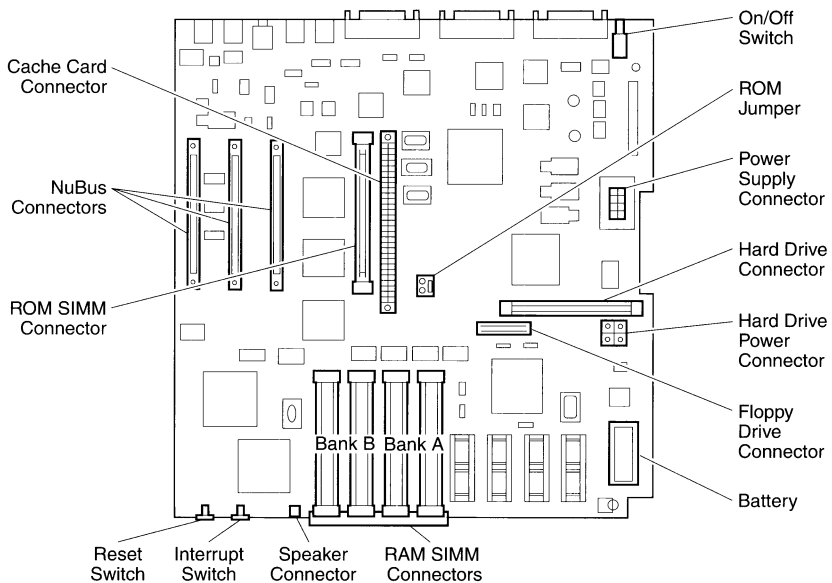 On/Off
Switch
Cache Card
Connector
ROM
Jumper
NuBus
Connectors
Power
Supply
Connector
Hard Drive
Connector
ROM SIMM
Connector
Hard Drive
Power
Connector
Floppy
Drive
Connector
Bank B Bank A
Battery
Reset
Switch
Interrupt
Switch
Speaker
Connector
RAM SIMM
Connectors